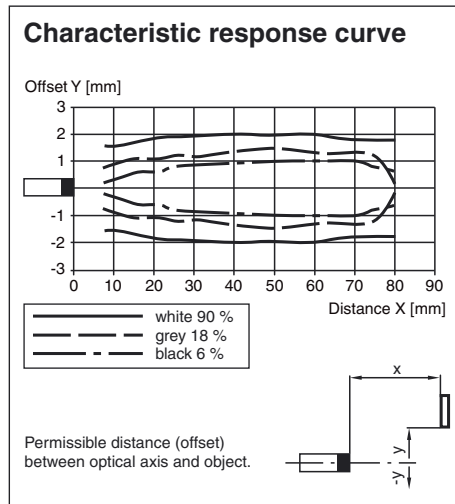 Characteristic response curve
Offset Y [mm]
3
2
1
0
-1
-2
-3
0 10 20 30 40 50 60 70 80 90
Distance X [mm]
white 90 %
grey 18 %
black 6 %
x
y
-y
Permissible distance (offset)
between optical axis and object.